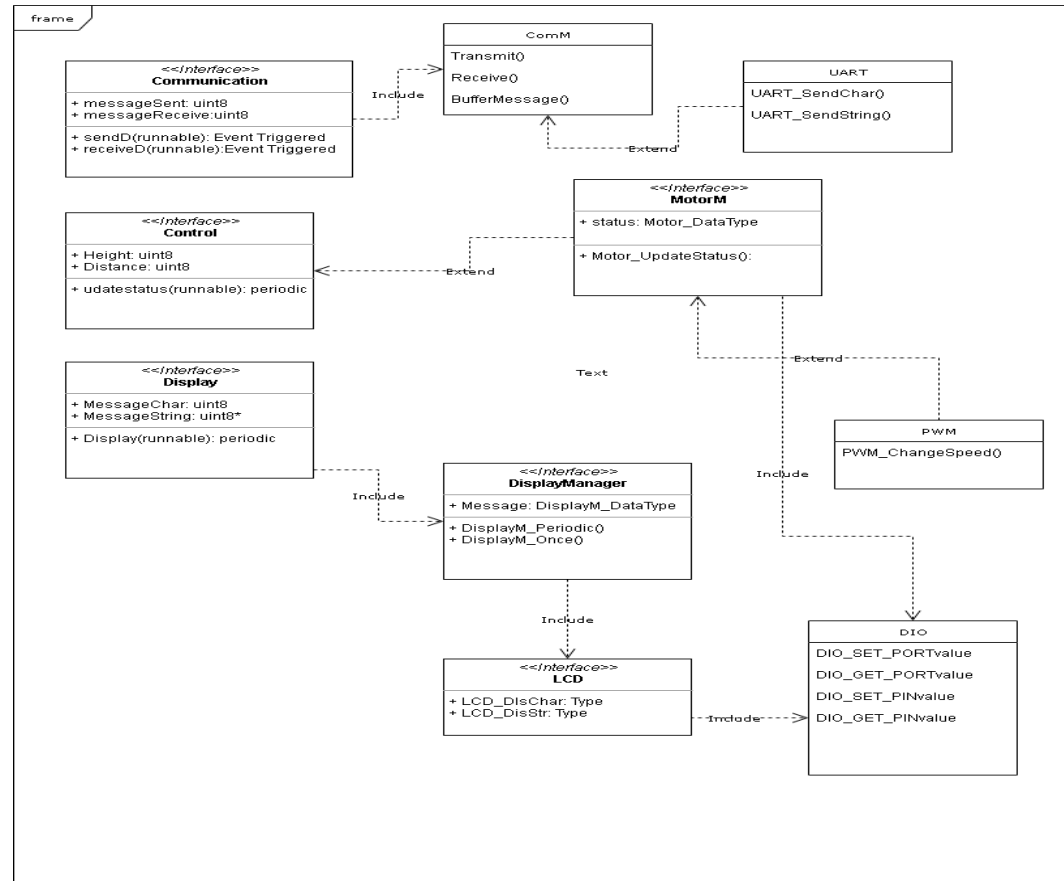 frame
<<Interface>>
Communication
+ messageSent: uint8
+ messageReceive:uint8
+ sendD(runnable): Event Triggered
+ receiveD(runnable):Event Triggered
Include
ComM
Transmit()
Receive()
BufferMessage()
UART
UART_SendChar()
UART_SendString()
Extend
<<Interface>>
Control
+ Height: uint8
+ Distance: uint8
+ udatestatus(runnable): periodic
Extend
<<Interface>>
MotorM
+ status: Motor_DataType
+ Motor_UpdateStatus():
<<Interface>>
Display
+ MessageChar: uint8
+ MessageString: uint8*
+ Display(runnable): periodic
Text
Extend
PWM
PWM_ChangeSpeed()
Include
<<Interface>>
DisplayManager
+ Message: DisplayM_DataType
+ DisplayM_Periodic()
+ DisplayM_Once()
Include
Include
<<Interface>>
LCD
+ LCD_DIsChar: Type
+ LCD_DisStr: Type
Include
DIO
DIO_SET_PORTvalue
DIO_GET_PORTvalue
DIO_SET_PINvalue
DIO_GET_PINvalue